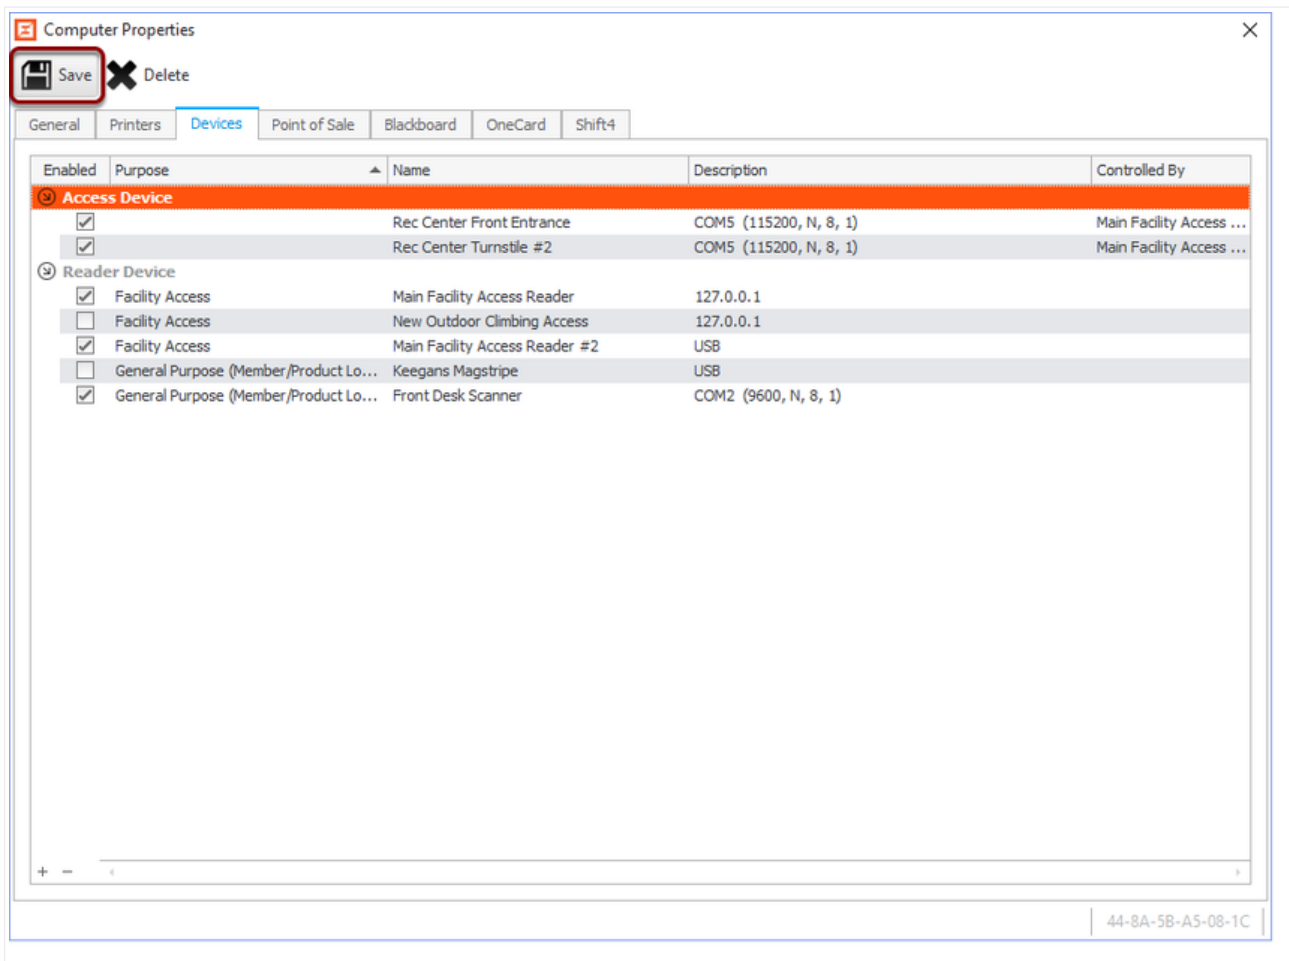 Computer Properties
Save Delete
General Printers Devices Point of Sale Blackboard OneCard Shift4
Enabled Purpose Name Description Controlled By
Access Device
Rec Center Front Entrance COM5 (115200, N, 8, 1) Main Facility Access ...
Rec Center Turnstile #2 COM5 (115200, N, 8, 1) Main Facility Access ...
Reader Device
Facility Access Main Facility Access Reader 127.0.0.1
Facility Access New Outdoor Climbing Access 127.0.0.1
Facility Access Main Facility Access Reader #2 USB
General Purpose (Member/Product Lo... Keegans Magstripe USB
General Purpose (Member/Product Lo... Front Desk Scanner COM2 (9600, N, 8, 1)
44-8A-5B-A5-08-1C